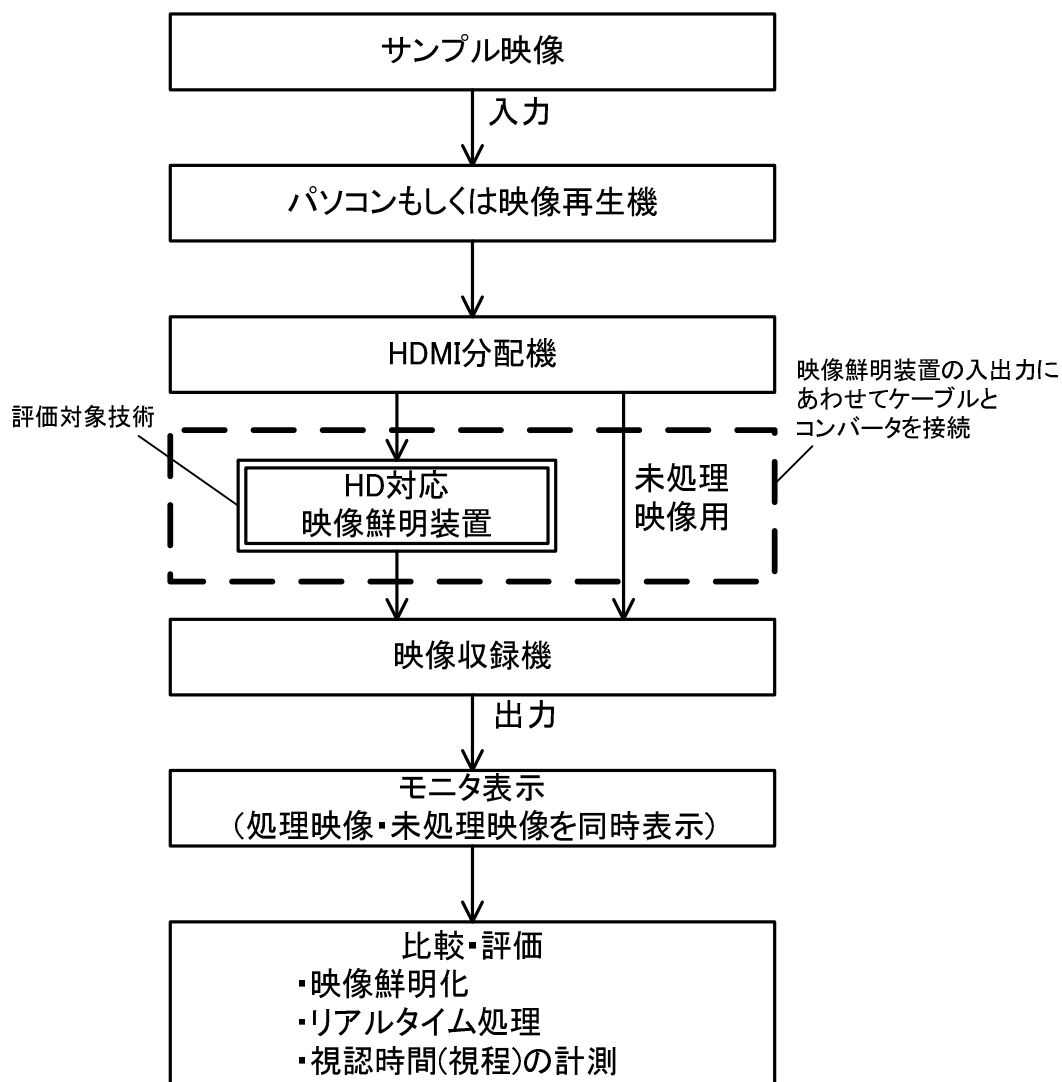 サンプル映像
入力
パソコンもしくは映像再生機
HDMI分配機
映像鮮明装置の入出力に
あわせてケーブルと
コンバータを接続
評価対象技術
HD対応
映像鮮明装置
未処理
映像用
映像収録機
出力
モニタ表示
（処理映像・未処理映像を同時表示）
比較・評価
・映像鮮明化
・リアルタイム処理
・視認時間(視程)の計測